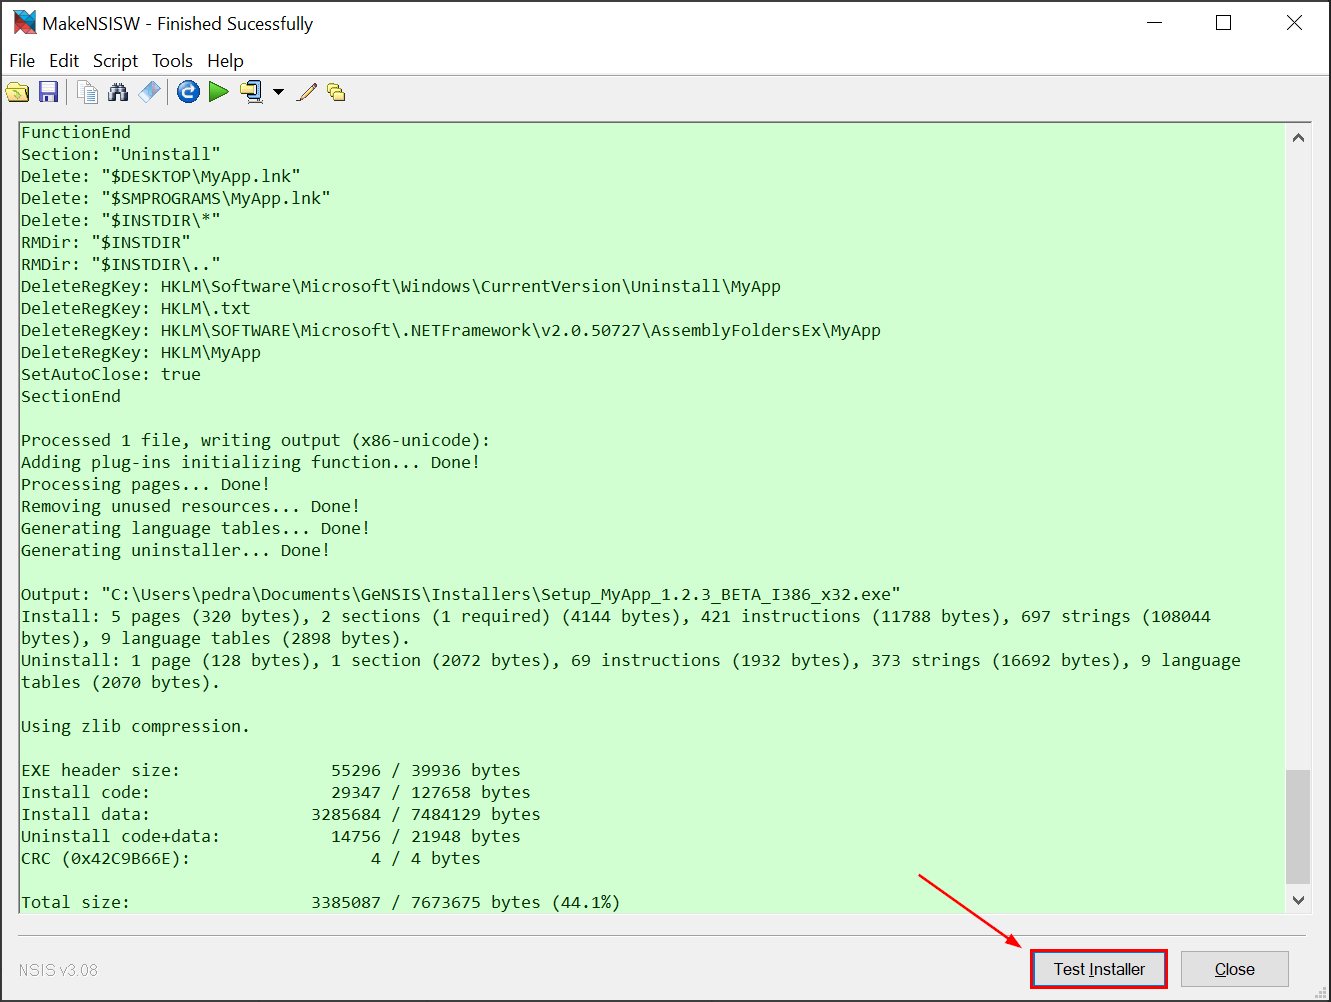 MakeNSISW - Finished Sucessfully
File Edit Script Tools Help
FunctionEnd
Section: "Uninstall"
Delete: "$DESKTOP\MyApp.lnk"
Delete: "$SMPROGRAMS\MyApp.lnk"
Delete: "$INSTDIR\*"
RMDir: "$INSTDIR"
RMDir: "$INSTDIR\.."
DeleteRegKey: HKLM\Software\Microsoft\Windows\CurrentVersion\Uninstall\MyApp
DeleteRegKey: HKLM\.txt
DeleteRegKey: HKLM\SOFTWARE\Microsoft\.NETFramework\v2.0.50727\AssemblyFoldersEx\MyApp
DeleteRegKey: HKLM\MyApp
SetAutoClose: true
SectionEnd
Processed 1 file, writing output (x86-unicode):
Adding plug-ins initializing function... Done!
Processing pages... Done!
Removing unused resources... Done!
Generating language tables... Done!
Generating uninstaller... Done!
Output: "C:\Users\pedra\Documents\GeNSIS\Installers\Setup_MyApp_1.2.3_BETA_I386_x32.exe"
Install: 5 pages (320 bytes), 2 sections (1 required) (4144 bytes), 421 instructions (11788 bytes), 697 strings (108044
bytes), 9 language tables (2898 bytes).
Uninstall: 1 page (128 bytes), 1 section (2072 bytes), 69 instructions (1932 bytes), 373 strings (16692 bytes), 9 language
tables (2070 bytes).
Using zlib compression.
EXE header size: 55296 / 39936 bytes
Install code: 29347 / 127658 bytes
Install data: 3285684 / 7484129 bytes
Uninstall code+data: 14756 / 21948 bytes
CRC (0x42C9B66E): 4 / 4 bytes
Total size: 3385087 / 7673675 bytes (44.1%)
NSIS v3.08
Test Installer
Close